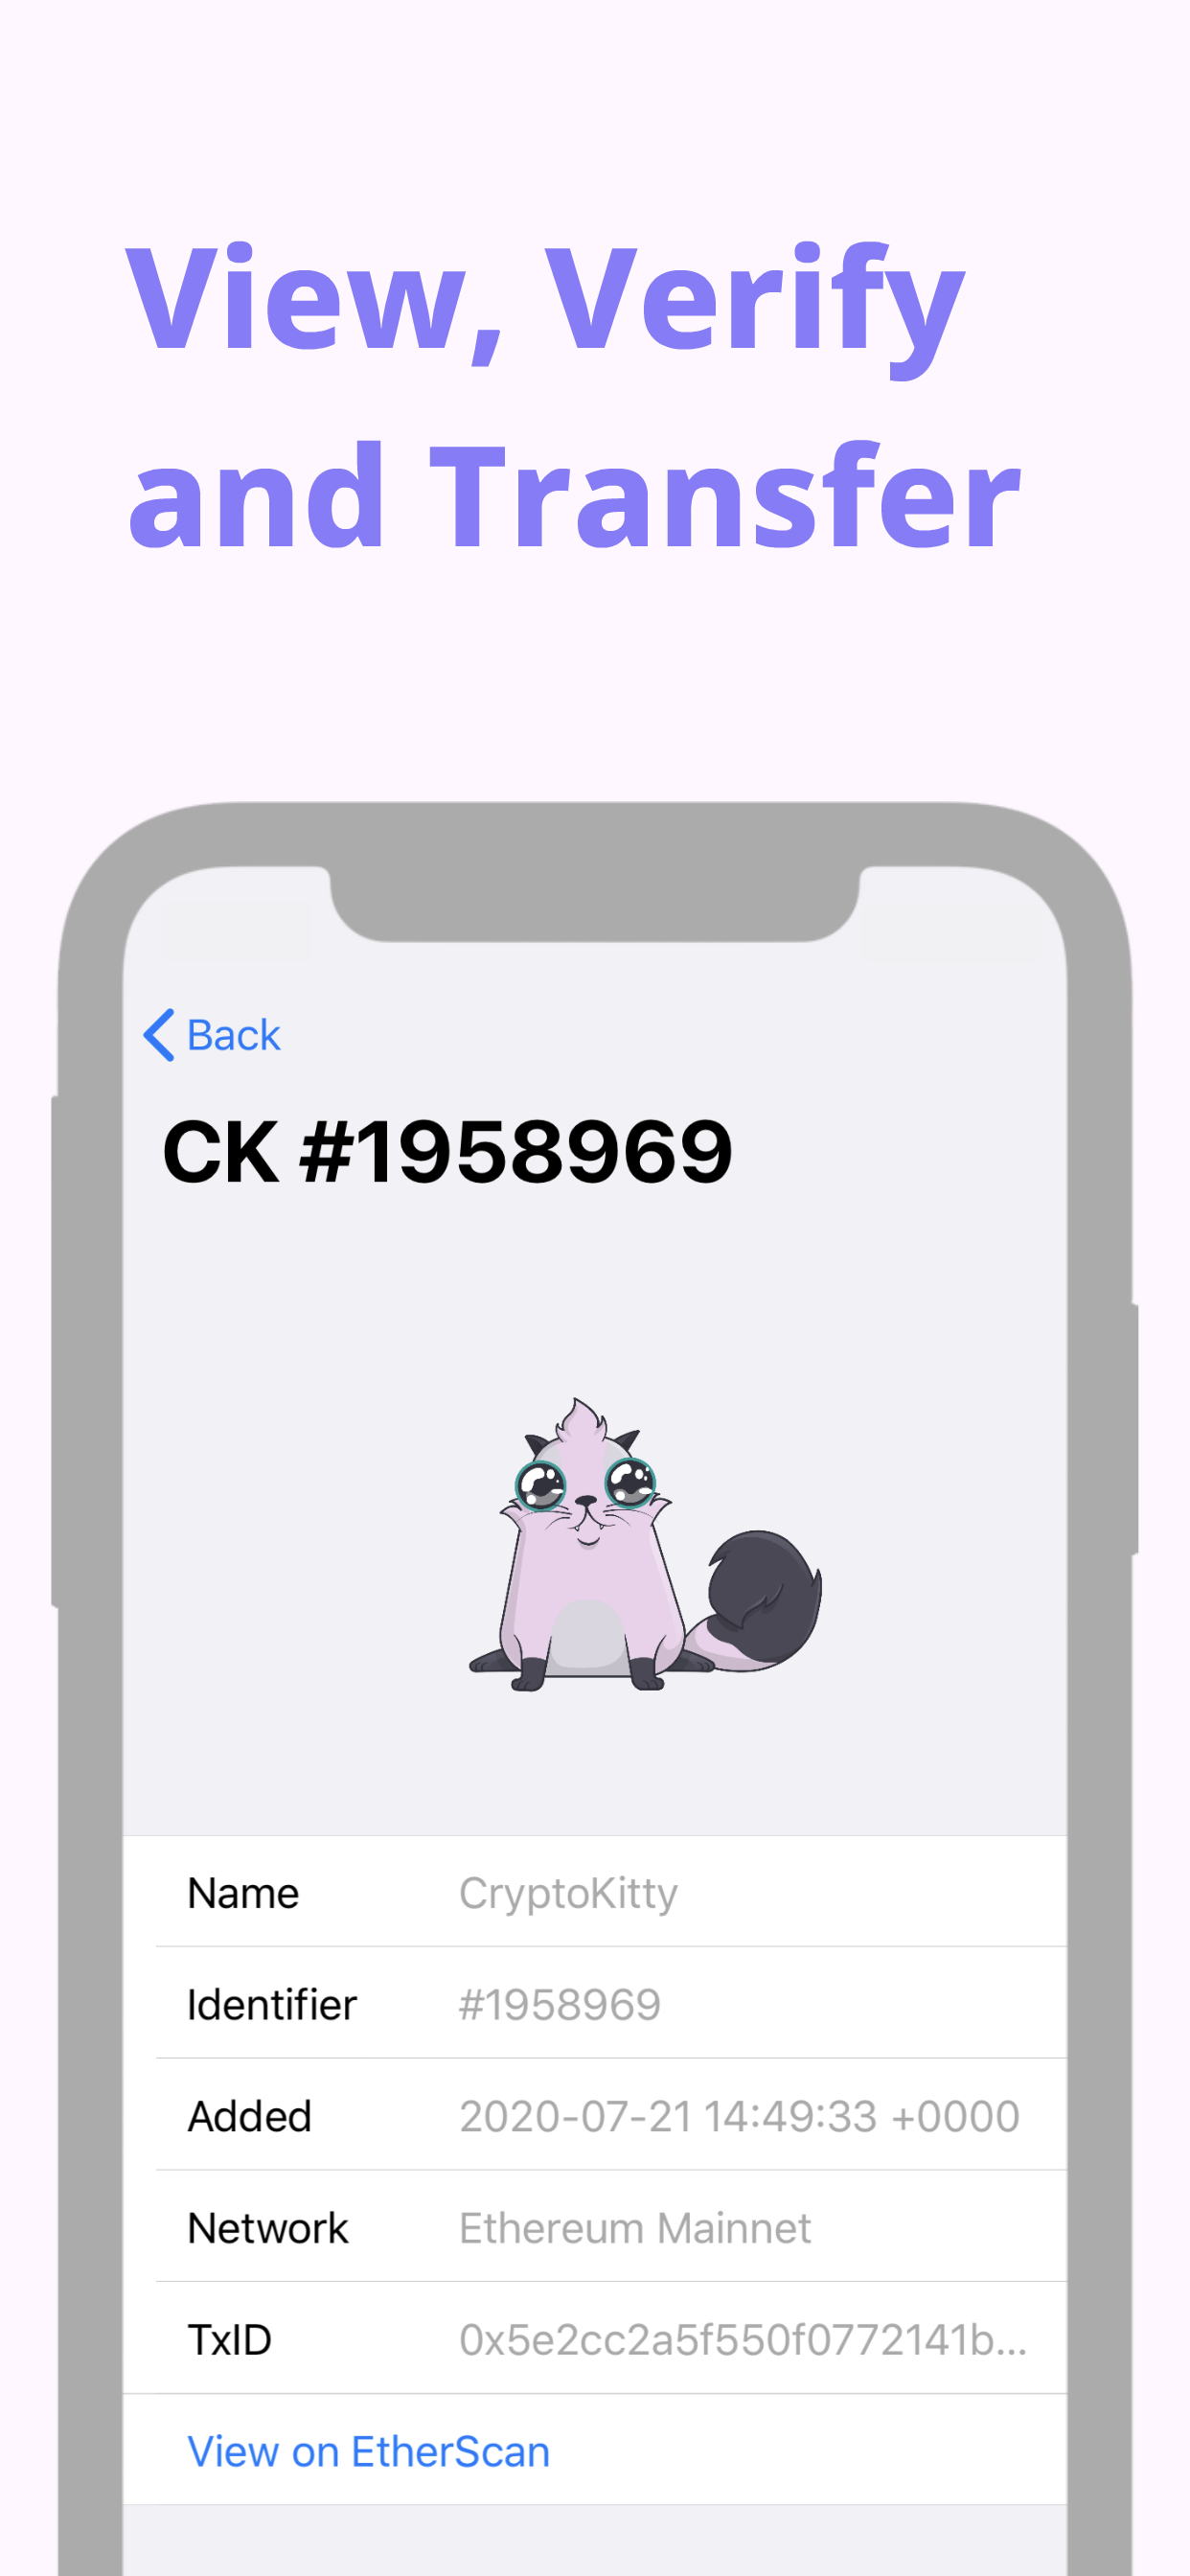 View, Verify
and Transfer
Back
CK #1958969
Name CryptoKitty
Identifier #1958969
Added 2020-07-21 14:49:33 +0000
Network Ethereum Mainnet
TxID 0x5e2cc2a5f550f0772141b...
View on EtherScan